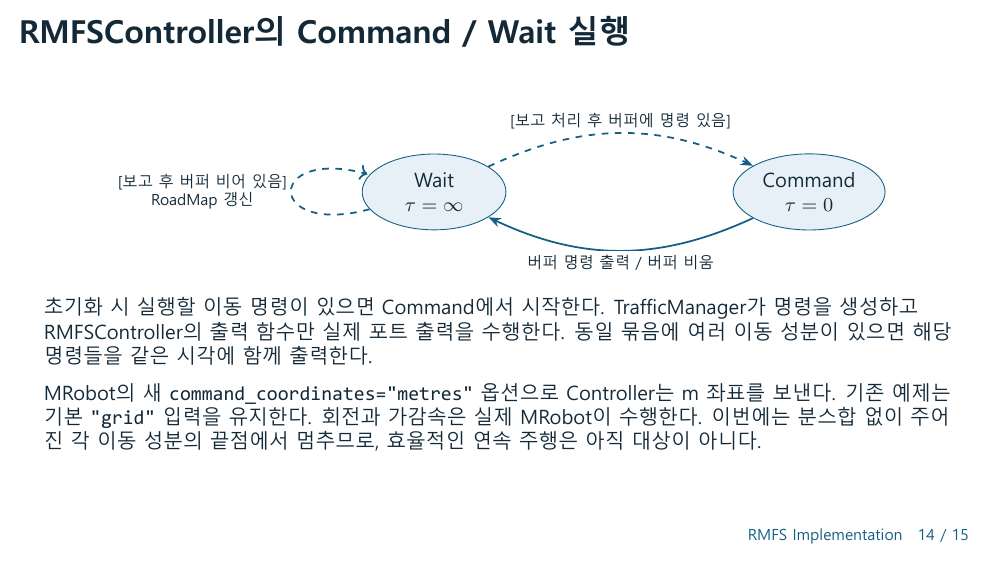 RMFSController의 Command / Wait 실행
[보고 처리 후 버퍼에 명령 있음]
[보고 후 버퍼 비어 있음]
RoadMap 갱신
Wait
τ = ∞
Command
τ = 0
버퍼 명령 출력 / 버퍼 비움
초기화 시 실행할 이동 명령이 있으면 Command에서 시작한다. TrafficManager가 명령을 생성하고
RMFSController의 출력 함수만 실제 포트 출력을 수행한다. 동일 묶음에 여러 이동 성분이 있으면 해당
명령들을 같은 시각에 함께 출력한다.
MRobot의 새 command_coordinates="metres" 옵션으로 Controller는 m 좌표를 보낸다. 기존 예제는
기본 "grid" 입력을 유지한다. 회전과 가감속은 실제 MRobot이 수행한다. 이번에는 분스합 없이 주어
진 각 이동 성분의 끝점에서 멈추므로, 효율적인 연속 주행은 아직 대상이 아니다.
RMFS Implementation 14 / 15